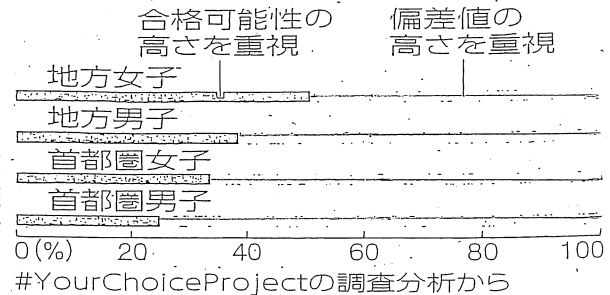 合格可能性の
高さを重視
偏差値の
高さを重視
地方女子
地方男子
首都圏女子
首都圏男子
0(%) 20 40 60 80 100
#YourChoiceProjectの調査分析から